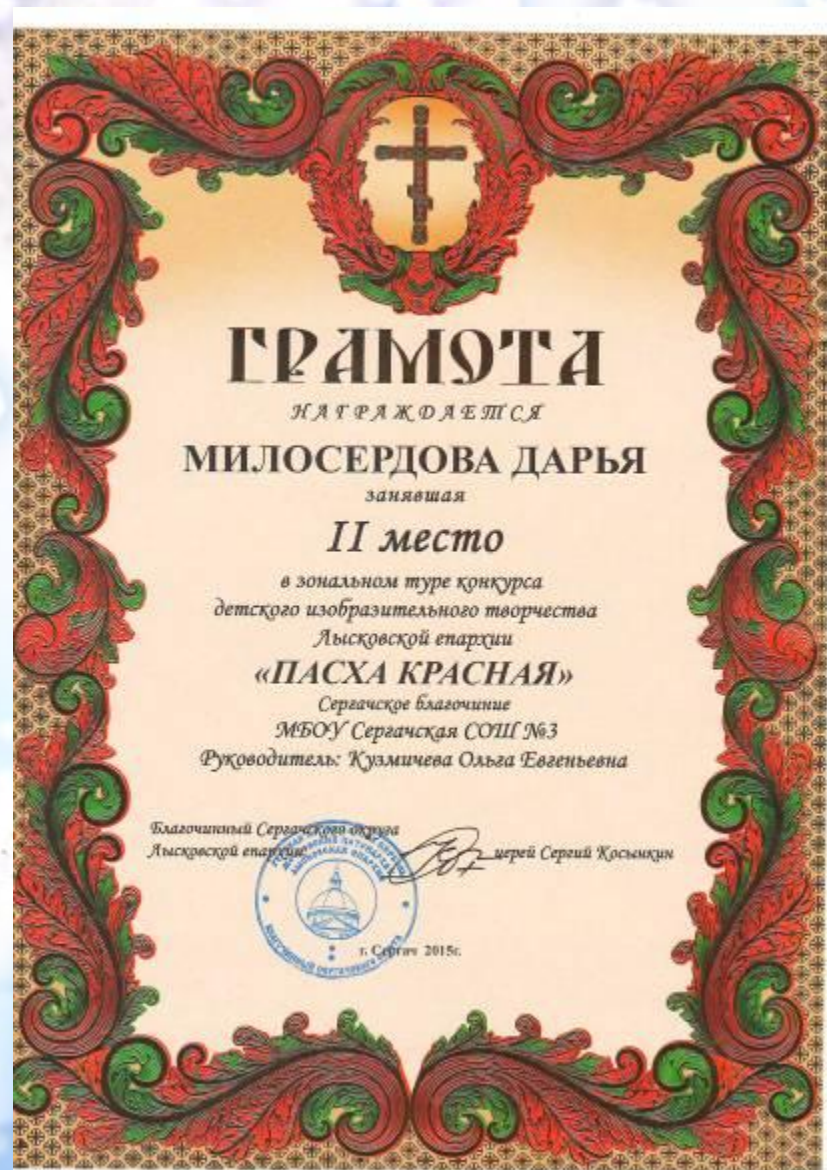 ГРАМОТА
НАГРАЖДАЕТСЯ
МИЛОСЕРДОВА ДАРЬЯ
занявшая
II место
в зональном туре конкурса
детского изобразительного творчества
Лысковской епархии
«ПАСХА КРАСНАЯ»
Сергачское благочиние
МБОУ Сергачская СОШ №3
Руководитель: Кузмичева Ольга Евгеньевна
Благочинный Сергачского округа
Лысковской епархии
иерей Сергий Косынкин
г. Сергач 2015г.